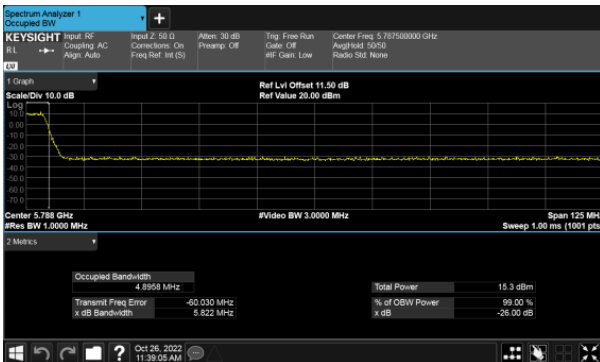 Spectrum Analyzer 1
Occupied BW
KEYSIGHT Input: RF Input Z: 50 Ω Atten: 30 dB Trig: Free Run Center Freq: 5.787500000 GHz
RL Coupling: AC Corrections: On Preamp: Off Gate: Off Avg|Hold: 50/50
Align: Auto Freq Ref: Int (S) #IF Gain: Low Radio Std: None
LXI
1 Graph
Scale/Div 10.0 dB Ref Lvl Offset 11.50 dB
Ref Value 20.00 dBm
Log
10.0
0.00
-10.0
-20.0
-30.0
-40.0
-50.0
-60.0
-70.0
Center 5.788 GHz #Video BW 3.0000 MHz Span 125 MHz
#Res BW 1.0000 MHz Sweep 1.00 ms (1001 pts)
2 Metrics
Occupied Bandwidth
4.8958 MHz Total Power 15.3 dBm
Transmit Freq Error -60.030 MHz % of OBW Power 99.00 %
x dB Bandwidth 5.822 MHz x dB -26.00 dB
Oct 26, 2022
11:39:05 AM